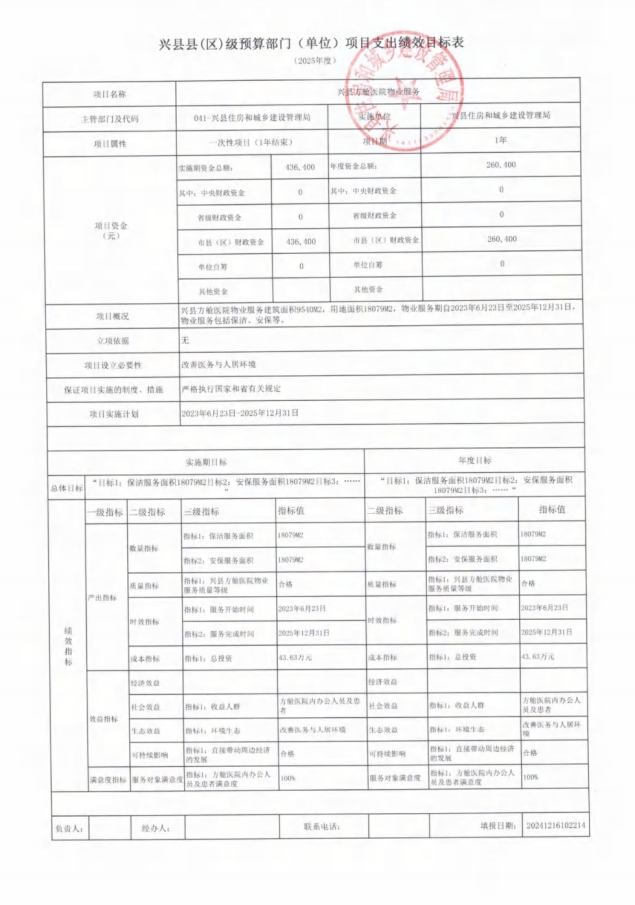 兴县县(区)级预算部门（单位）项目支出绩效目标表
（2025年度）
项目名称 兴县方舱医院物业服务
主管部门及代码 041-兴县住房和城乡建设管理局 实施单位 兴县住房和城乡建设管理局
项目属性 一次性项目（1年结束） 项目期 1年
项目资金
（元）
实施期资金总额： 436,400 年度资金总额： 260,400
其中：中央财政资金 0 其中：中央财政资金 0
省级财政资金 0 省级财政资金 0
市县（区）财政资金 436,400 市县（区）财政资金 260,400
单位自筹 0 单位自筹 0
其他资金 其他资金
项目概况 兴县方舱医院物业服务建筑面积9540M2，用地面积18079M2，物业服务期自2023年6月23日至2025年12月31日，
物业服务包括保洁、安保等。
立项依据 无
项目设立必要性 改善医务与人居环境
保证项目实施的制度、措施 严格执行国家和省有关规定
项目实施计划 2023年6月23日-2025年12月31日
实施期目标 年度目标
总体目标 “目标1：保洁服务面积18079M2目标2：安保服务面积18079M2目标3：……
”
“目标1：保洁服务面积18079M2目标2：安保服务面积
18079M2目标3：……”
绩效指标
一级指标 二级指标 三级指标 指标值 二级指标 三级指标 指标值
产出指标
数量指标 指标1：保洁服务面积 18079M2 数量指标 指标1：保洁服务面积 18079M2
指标2：安保服务面积 18079M2 指标2：安保服务面积 18079M2
质量指标 指标1：兴县方舱医院物业
服务质量等级 合格 质量指标 指标1：兴县方舱医院物业
服务质量等级 合格
时效指标 指标1：服务开始时间 2023年6月23日 时效指标 指标1：服务开始时间 2023年6月23日
指标2：服务完成时间 2025年12月31日 指标2：服务完成时间 2025年12月31日
成本指标 指标1：总投资 43.63万元 成本指标 指标1：总投资 43.63万元
效益指标
经济效益 经济效益
社会效益 指标1：收益人群 方舱医院内办公人员及患
者 社会效益 指标1：收益人群 方舱医院内办公人
员及患者
生态效益 指标1：环境生态 改善医务与人居环境 生态效益 指标1：环境生态 改善医务与人居环
境
可持续影响 指标1：直接带动周边经济
的发展 合格 可持续影响 指标1：直接带动周边经济
的发展 合格
满意度指标 服务对象满意度 指标1：方舱医院内办公人
员及患者满意度 100% 服务对象满意度 指标1：方舱医院内办公人
员及患者满意度 100%
负责人： 经办人： 联系电话： 填报日期： 20241216102214